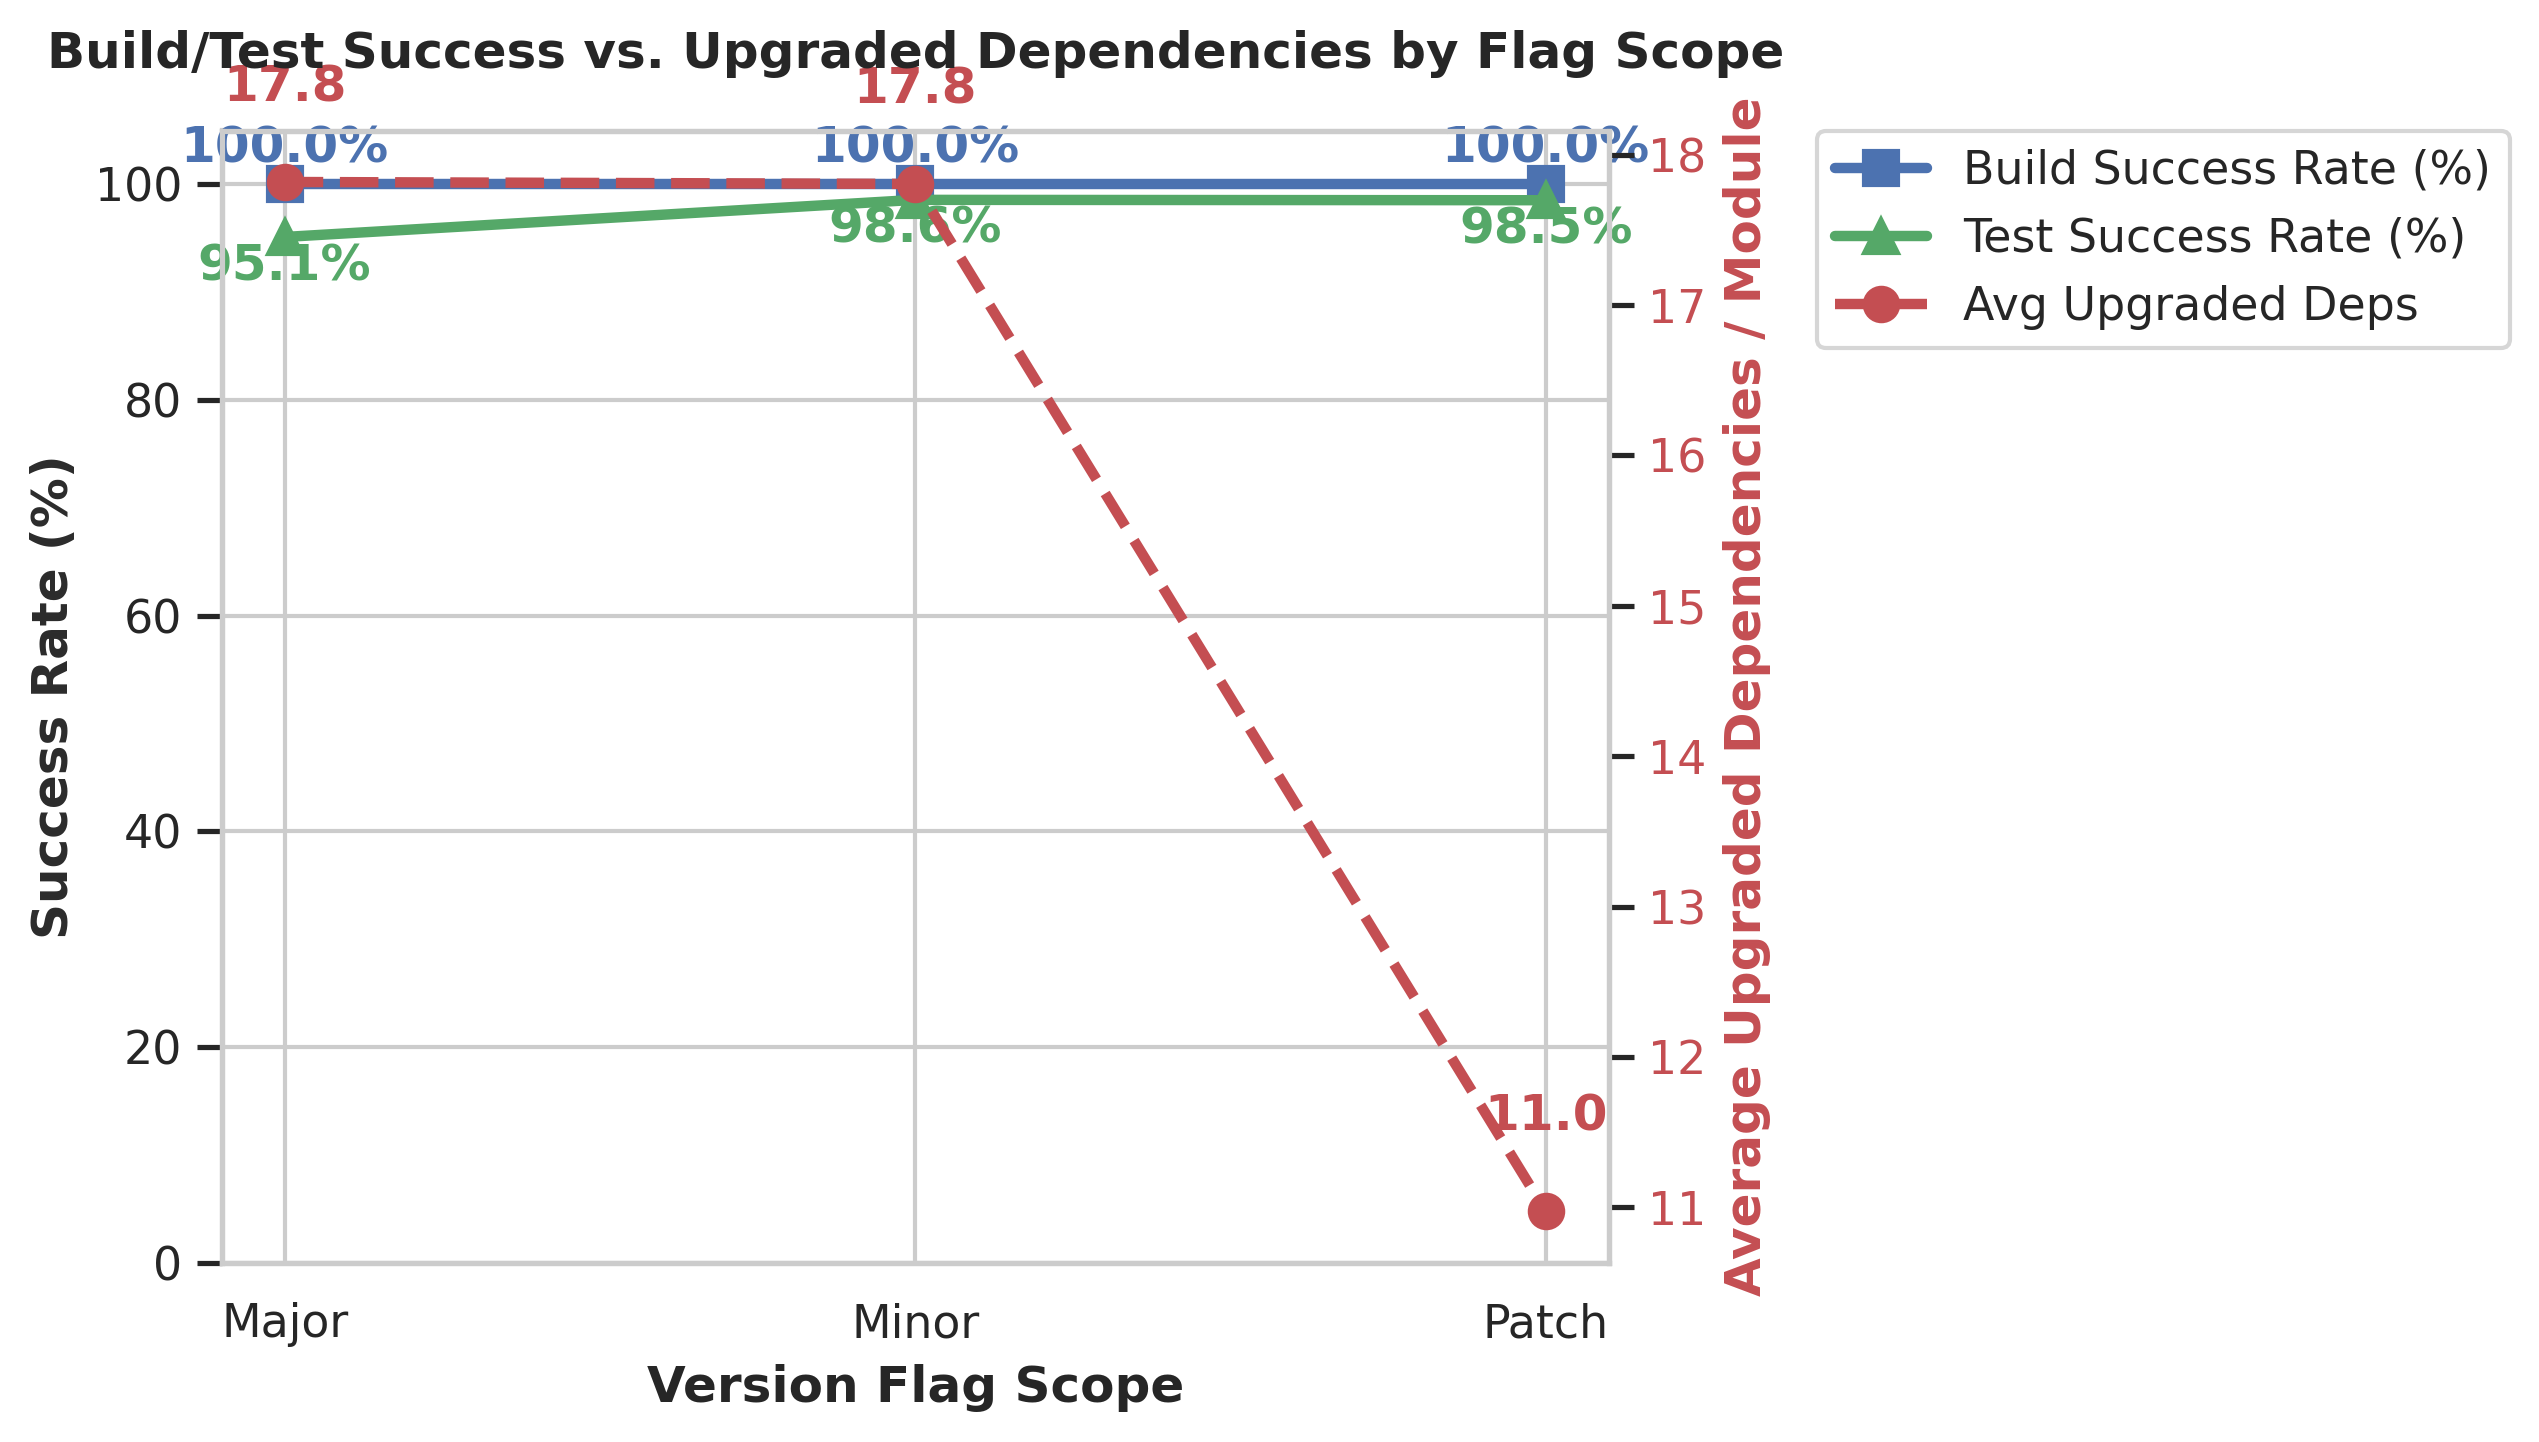 Build/Test Success vs. Upgraded Dependencies by Flag Scope
17.8
17.8
100.0%
100.0%
100.0%
95.1%
98.6%
98.5%
11.0
Success Rate (%)
100
80
60
40
20
0
Major
Minor
Patch
Version Flag Scope
18
17
16
15
14
13
12
11
Average Upgraded Dependencies / Module
Build Success Rate (%)
Test Success Rate (%)
Avg Upgraded Deps